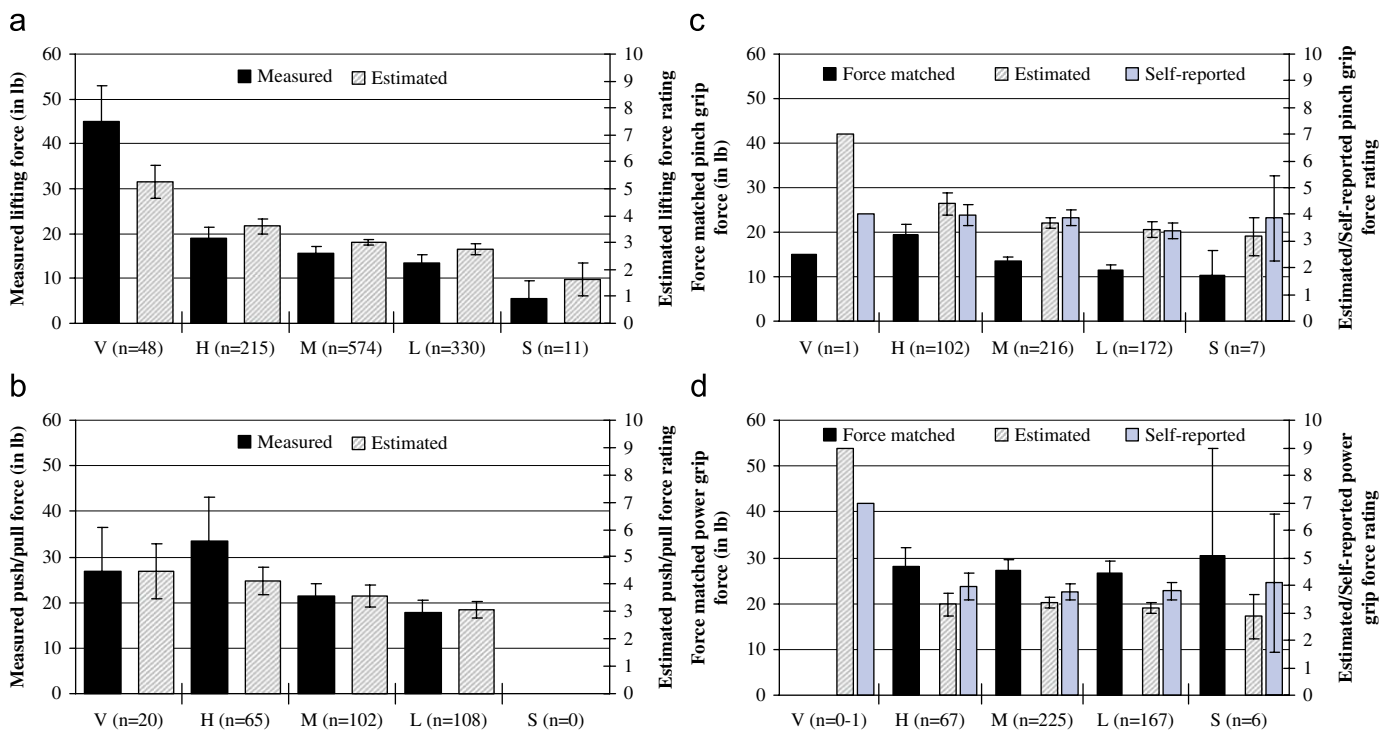 a
Measured lifting force (in lb)
60
50
40
30
20
10
0
Measured
Estimated
10
9
8
7
6
5
4
3
2
1
0
Estimated lifting force rating
V (n=48)
H (n=215)
M (n=574)
L (n=330)
S (n=11)
b
Measured push/pull force (in lb)
60
50
40
30
20
10
0
Measured
Estimated
10
9
8
7
6
5
4
3
2
1
0
Estimated push/pull force rating
V (n=20)
H (n=65)
M (n=102)
L (n=108)
S (n=0)
c
Force matched pinch grip
force (in lb)
60
50
40
30
20
10
0
Force matched
Estimated
Self-reported
10
9
8
7
6
5
4
3
2
1
0
Estimated/Self-reported pinch grip
force rating
V (n=1)
H (n=102)
M (n=216)
L (n=172)
S (n=7)
d
Force matched power grip
force (in lb)
60
50
40
30
20
10
0
Force matched
Estimated
Self-reported
10
9
8
7
6
5
4
3
2
1
0
Estimated/Self-reported power
grip force rating
V (n=0-1)
H (n=67)
M (n=225)
L (n=167)
S (n=6)